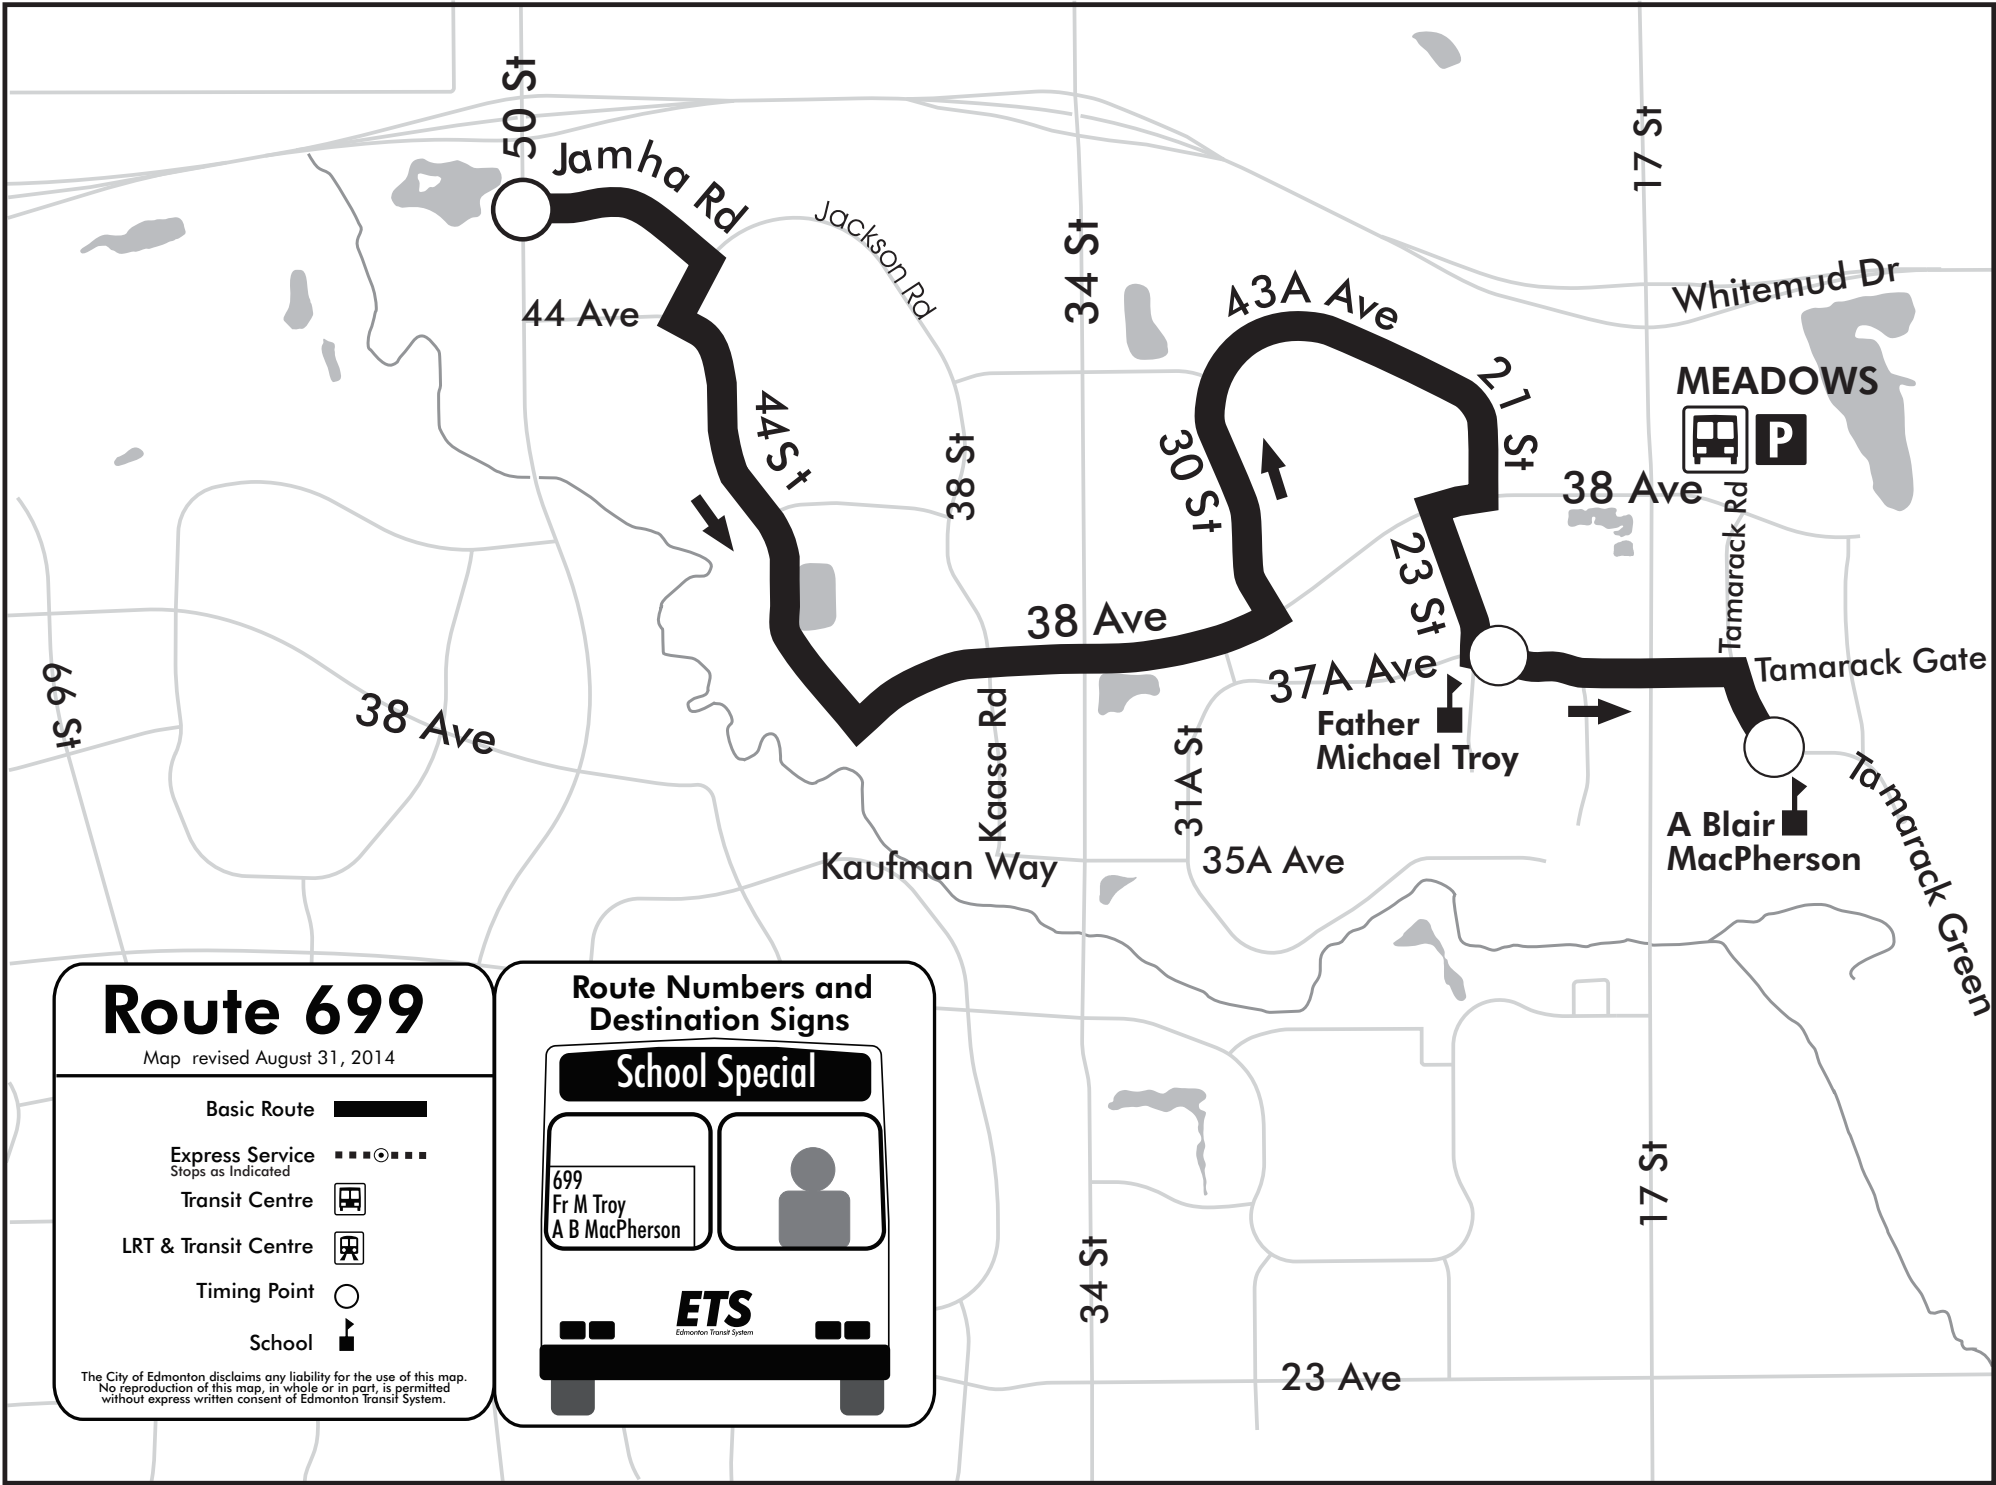 50 St
Jamha Rd
Jackson Rd
34 St
17 St
Whitemud Dr
43A Ave
44 Ave
21 St
MEADOWS
P
44 St
38 St
30 St
38 Ave
Tamarack Rd
23 St
38 Ave
37A Ave
Tamarack Gate
66 St
38 Ave
Kaasa Rd
31A St
Father
Michael Troy
Tamarack Green
A Blair
MacPherson
Kaufman Way
35A Ave
17 St
34 St
23 Ave
Route 699
Map revised August 31, 2014
Basic Route
Express Service
Stops as Indicated
Transit Centre
LRT & Transit Centre
Timing Point
School
The City of Edmonton disclaims any liability for the use of this map.
No reproduction of this map, in whole or in part, is permitted
without express written consent of Edmonton Transit System.
Route Numbers and
Destination Signs
School Special
699
Fr M Troy
A B MacPherson
ETS
Edmonton Transit System